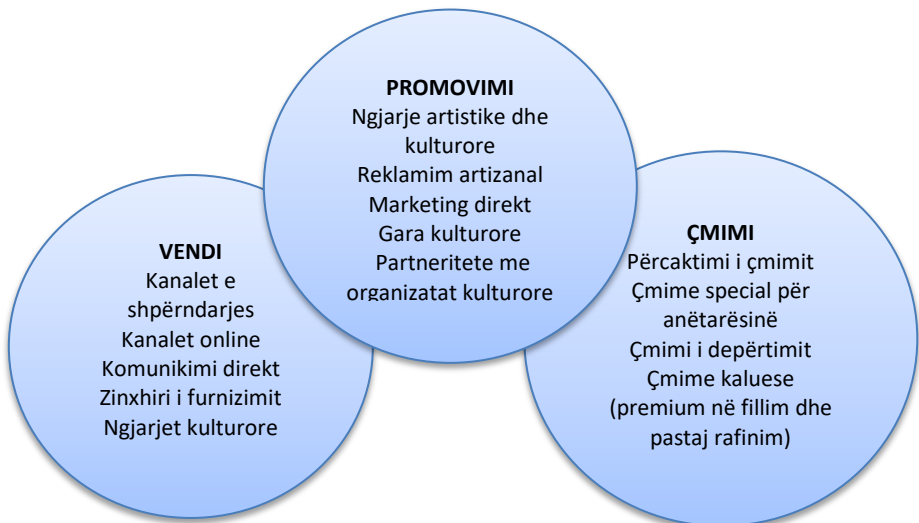 PROMOVIMI
Ngjarje artistike dhe
kulturore
Reklamim artizanal
Marketing direkt
Gara kulturore
Partneritete me
organizatat kulturore
VENDI
Kanalet e
shpërndarjes
Kanalet online
Komunikimi direkt
Zinxhiri i furnizimit
Ngjarjet kulturore
ÇMIMI
Përcaktimi i çmimit
Çmime special për
anëtarësinë
Çmimi i depërtimit
Çmime kaluese
(premium në fillim dhe
pastaj rafinim)